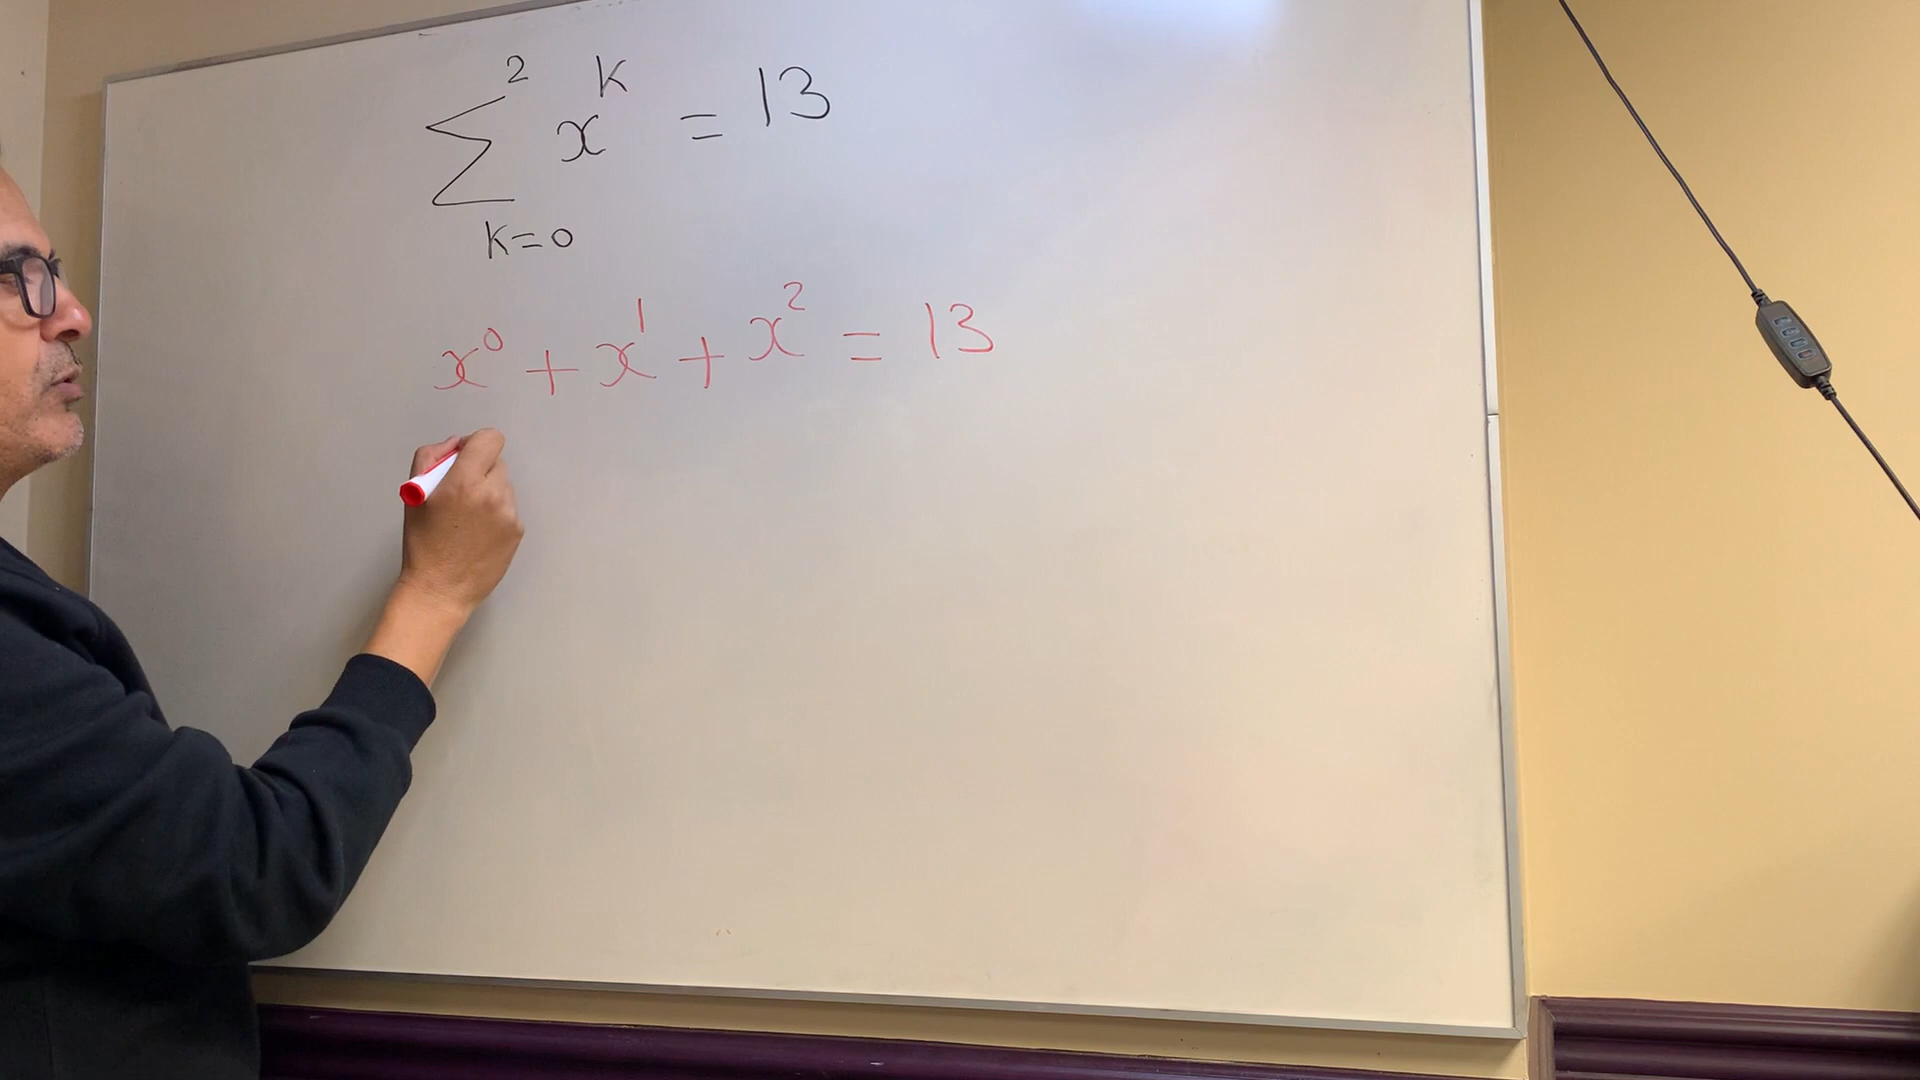 2
∑ x^K = 13
K=0
x^0 + x^1 + x^2 = 13